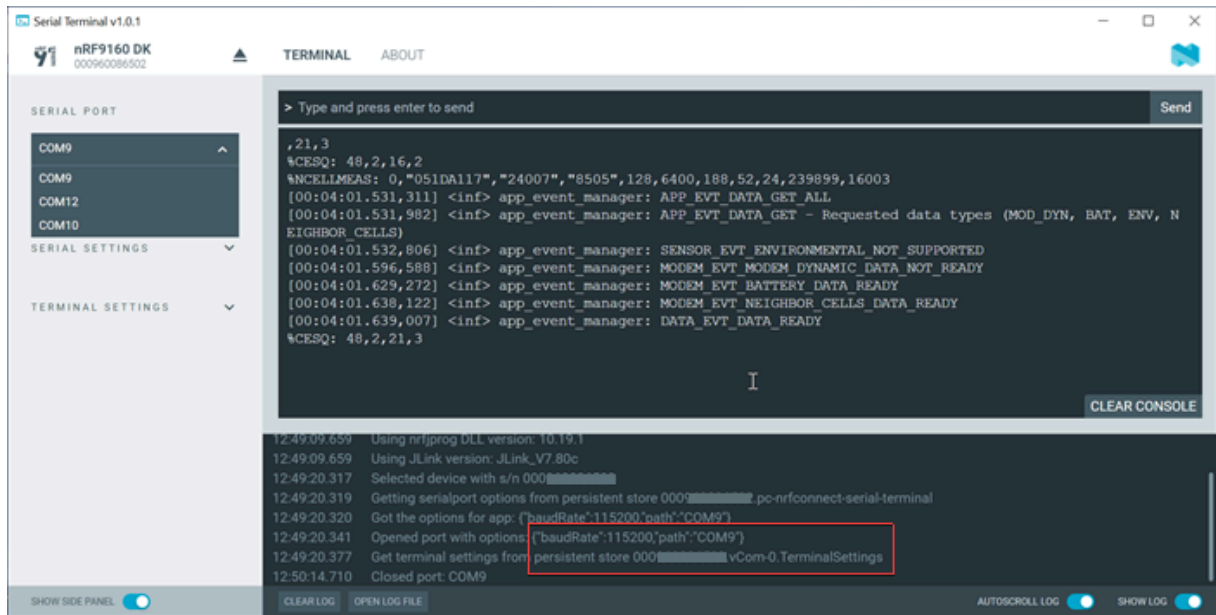 Serial Terminal v1.0.1
91 nRF9160 DK
000960086502
TERMINAL ABOUT
SERIAL PORT
COM9
COM9
COM12
COM10
SERIAL SETTINGS
TERMINAL SETTINGS
> Type and press enter to send
Send
,21,3
%CESQ: 48,2,16,2
%NCELLMEAS: 0,"051DA117","24007","8505",128,6400,188,52,24,239899,16003
[00:04:01.531,311] <inf> app_event_manager: APP_EVT_DATA_GET_ALL
[00:04:01.531,982] <inf> app_event_manager: APP_EVT_DATA_GET - Requested data types (MOD_DYN, BAT, ENV, N
EIGHBOR_CELLS)
[00:04:01.532,806] <inf> app_event_manager: SENSOR_EVT_ENVIRONMENTAL_NOT_SUPPORTED
[00:04:01.596,588] <inf> app_event_manager: MODEM_EVT_MODEM_DYNAMIC_DATA_NOT_READY
[00:04:01.629,272] <inf> app_event_manager: MODEM_EVT_BATTERY_DATA_READY
[00:04:01.638,122] <inf> app_event_manager: MODEM_EVT_NEIGHBOR_CELLS_DATA_READY
[00:04:01.639,007] <inf> app_event_manager: DATA_EVT_DATA_READY
%CESQ: 48,2,21,3
CLEAR CONSOLE
12:49:09.659 Using nrfjprog DLL version: 10.19.1
12:49:09.659 Using JLink version: JLink_V7.80c
12:49:20.317 Selected device with s/n 000
12:49:20.319 Getting serialport options from persistent store 0009 .pc-nrfconnect-serial-terminal
12:49:20.320 Got the options for app: {"baudRate":115200,"path":"COM9"}
12:49:20.341 Opened port with options: {"baudRate":115200,"path":"COM9"}
12:49:20.377 Get terminal settings from persistent store 000 .vCom-0.TerminalSettings
12:50:14.710 Closed port: COM9
SHOW SIDE PANEL
CLEAR LOG OPEN LOG FILE
AUTOSCROLL LOG SHOW LOG